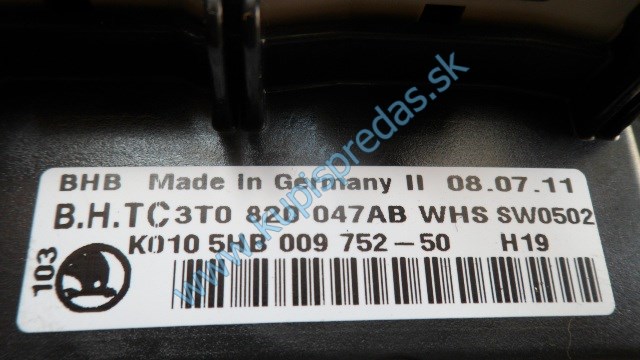 BHB Made In Germany II 08.07.11
B.H.TC 3T0 820 047AB WHS SW0502
K010 5HB 009 752-50 H19
103
www.kupispredas.sk